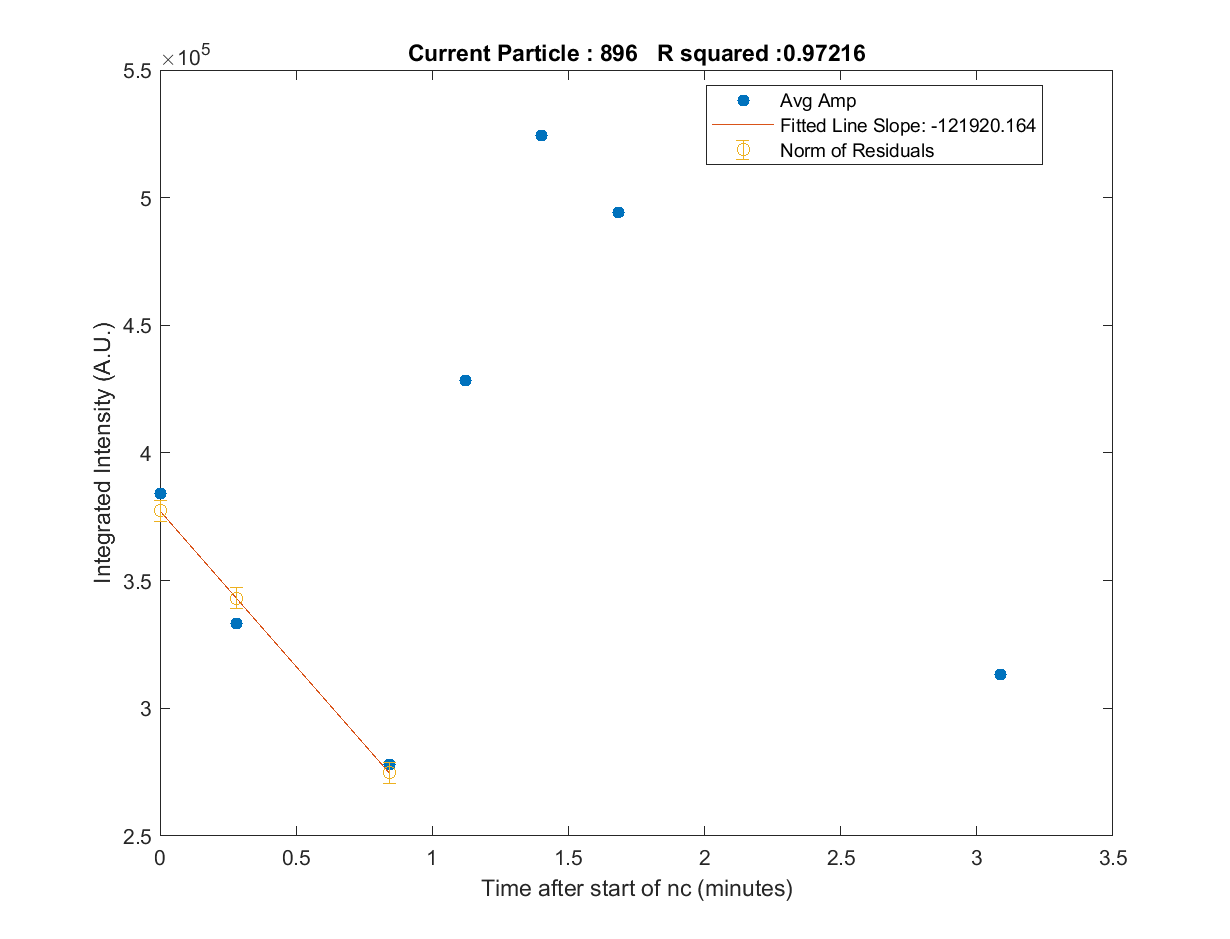 Current Particle : 896   R squared :0.97216
×10^5
5.5
5
4.5
4
3.5
3
2.5
0
0.5
1
1.5
2
2.5
3
3.5
Integrated Intensity (A.U.)
Time after start of nc (minutes)
Avg Amp
Fitted Line Slope: -121920.164
Norm of Residuals